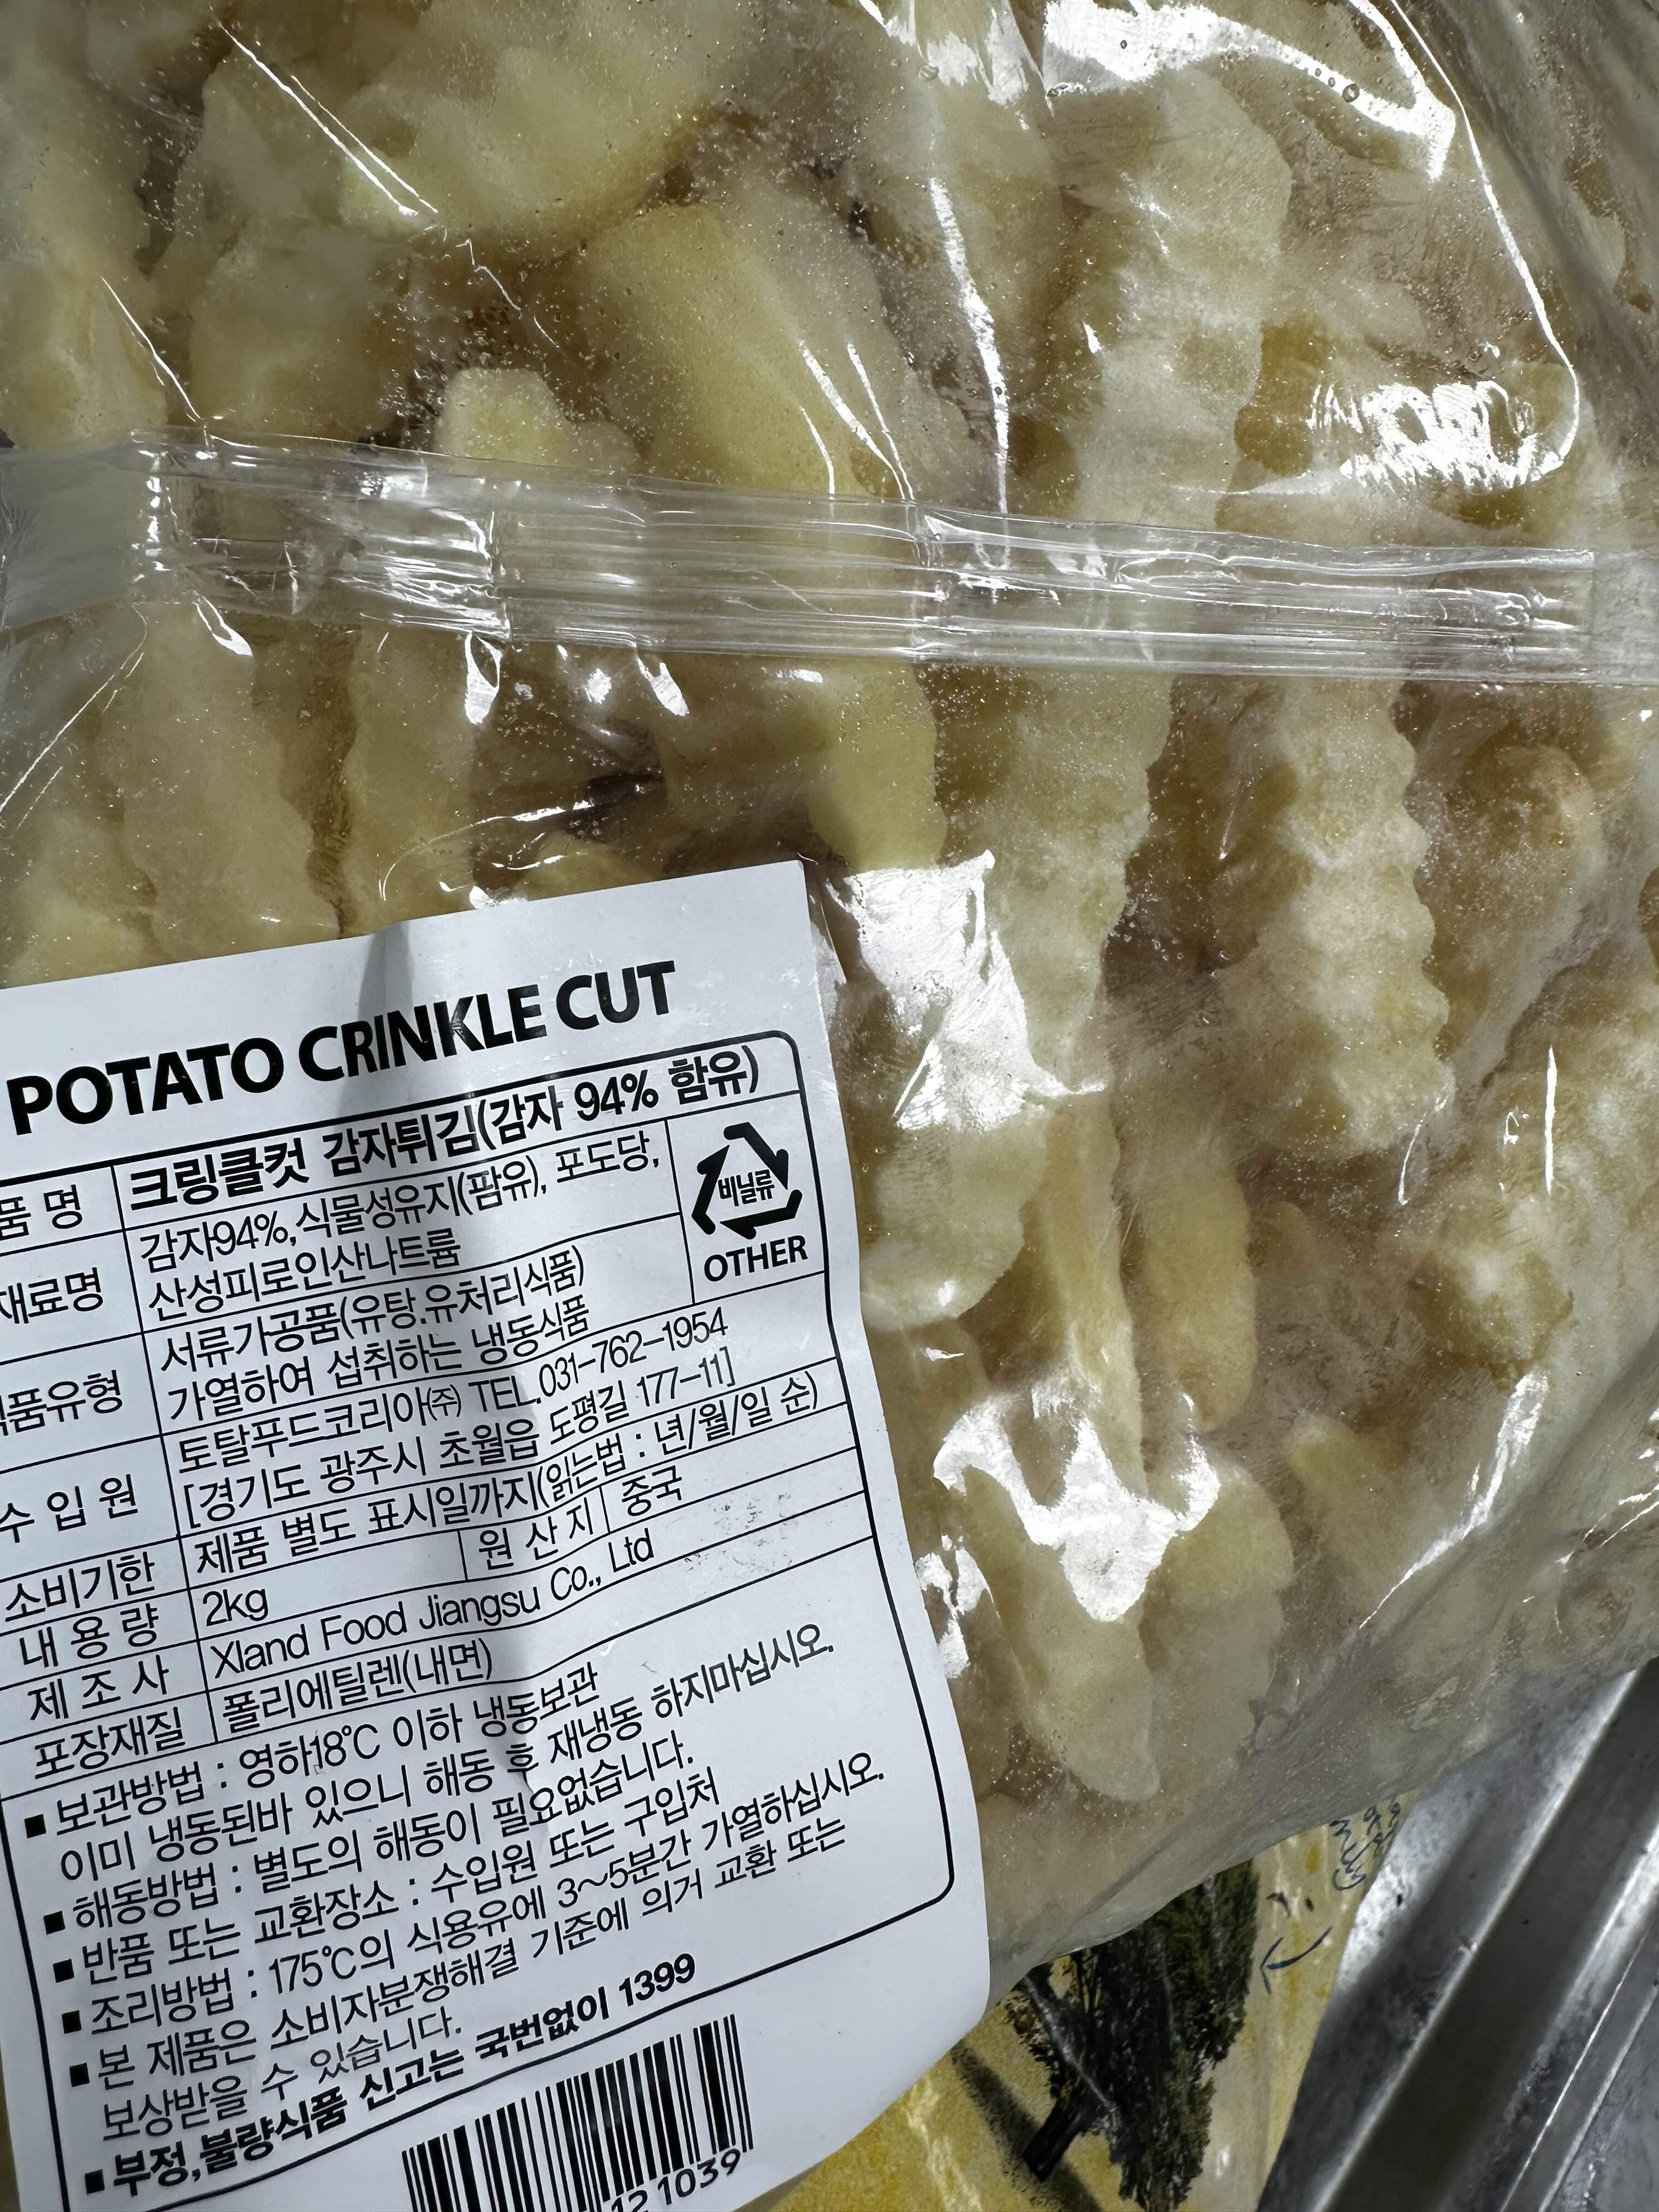 POTATO CRINKLE CUT
품 명 크링클컷 감자튀김(감자 94% 함유)
재료명 감자94%,식물성유지(팜유), 포도당,
산성피로인산나트륨
비닐류
OTHER
식품유형 서류가공품(유탕.유처리식품)
가열하여 섭취하는 냉동식품
수 입 원 토탈푸드코리아㈜ TEL.031-762-1954
[경기도 광주시 초월읍 도평길 177-11]
소비기한 제품 별도 표시일까지(읽는법 : 년/월/일 순)
내 용 량 2kg 원 산 지 중국
제 조 사 Xland Food Jiangsu Co., Ltd
포장재질 폴리에틸렌(내면)
■ 보관방법 : 영하18℃ 이하 냉동보관
이미 냉동된바 있으니 해동 후 재냉동 하지마십시오.
■ 해동방법 : 별도의 해동이 필요없습니다.
■ 반품 또는 교환장소 : 수입원 또는 구입처
■ 조리방법 : 175℃의 식용유에 3~5분간 가열하십시오.
■ 본 제품은 소비자분쟁해결 기준에 의거 교환 또는
보상받을 수 있습니다.
■ 부정,불량식품 신고는 국번없이 1399
121039